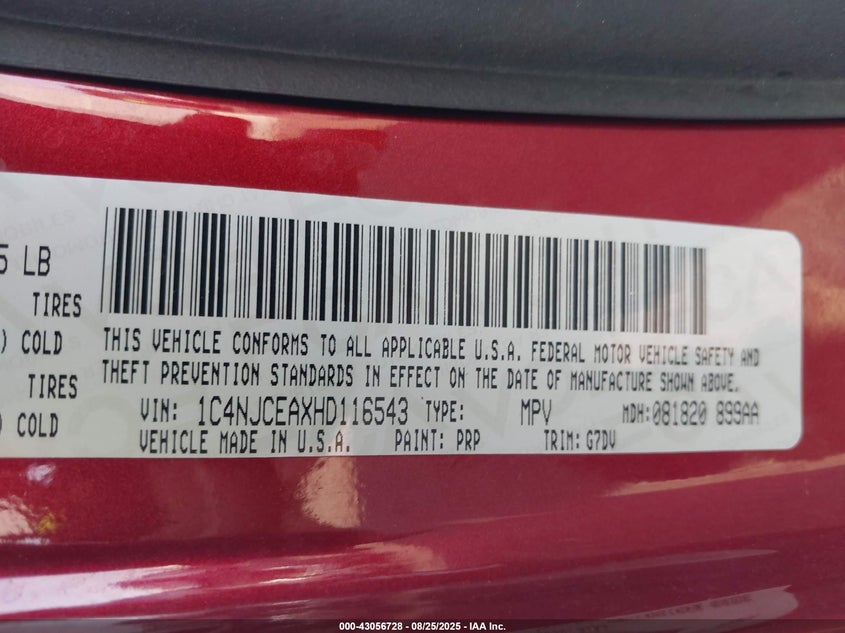 5 LB
TIRES
) COLD
TIRES
) COLD
THIS VEHICLE CONFORMS TO ALL APPLICABLE U.S.A. FEDERAL MOTOR VEHICLE SAFETY AND
THEFT PREVENTION STANDARDS IN EFFECT ON THE DATE OF MANUFACTURE SHOWN ABOVE.
VIN: 1C4NJCEAXHD116543 TYPE: MPV MDH:081820 899AA
VEHICLE MADE IN U.S.A. PAINT: PRP TRIM: G7DV
000-43056728 - 08/25/2025 - IAA Inc.